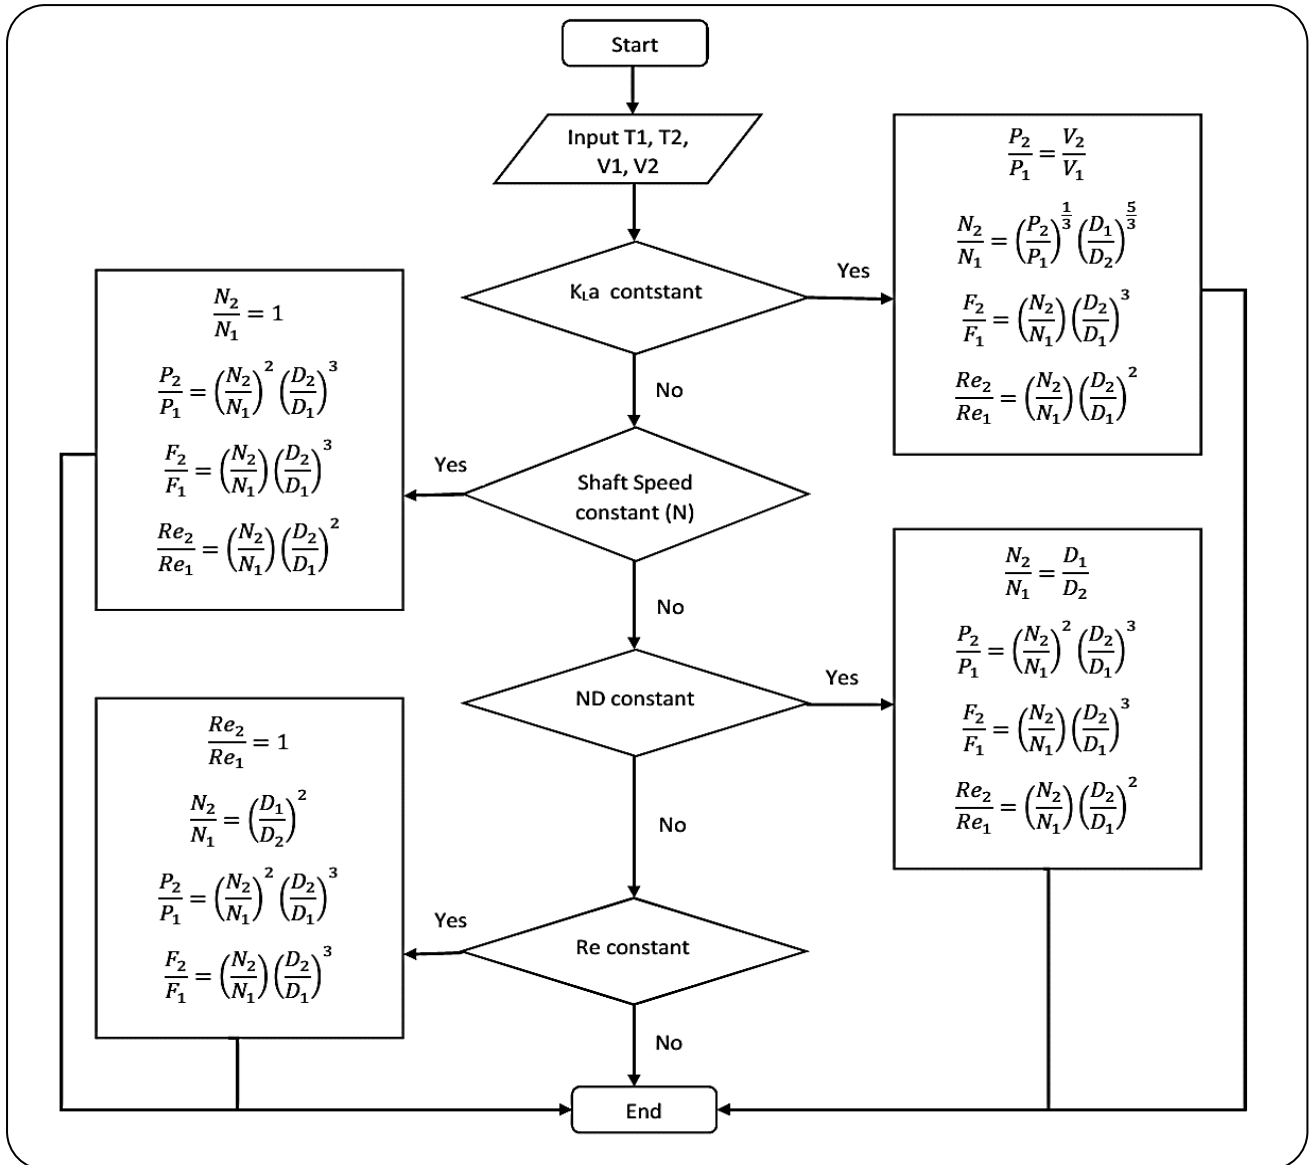 Start
Input T1, T2,
V1, V2
K_La contstant
Yes
P₂/P₁ = V₂/V₁
N₂/N₁ = (P₂/P₁)^(1/3) (D₁/D₂)^(5/3)
F₂/F₁ = (N₂/N₁) (D₂/D₁)^3
Re₂/Re₁ = (N₂/N₁) (D₂/D₁)^2
No
Shaft Speed
constant (N)
Yes
N₂/N₁ = 1
P₂/P₁ = (N₂/N₁)^2 (D₂/D₁)^3
F₂/F₁ = (N₂/N₁) (D₂/D₁)^3
Re₂/Re₁ = (N₂/N₁) (D₂/D₁)^2
No
ND constant
Yes
N₂/N₁ = D₁/D₂
P₂/P₁ = (N₂/N₁)^2 (D₂/D₁)^3
F₂/F₁ = (N₂/N₁) (D₂/D₁)^3
Re₂/Re₁ = (N₂/N₁) (D₂/D₁)^2
No
Re constant
Yes
Re₂/Re₁ = 1
N₂/N₁ = (D₁/D₂)^2
P₂/P₁ = (N₂/N₁)^2 (D₂/D₁)^3
F₂/F₁ = (N₂/N₁) (D₂/D₁)^3
No
End